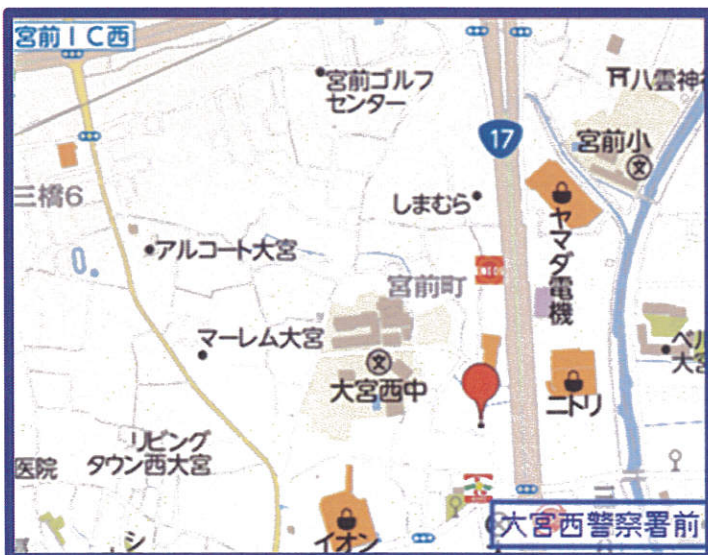 宮前IC西
宮前ゴルフ
センター
八雲神
宮前小
17
三橋6
しまむら
ヤマダ電機
アルコート大宮
宮前町
マーレム大宮
大宮西中
ニトリ
ベル
大宮
リビング
タウン西大宮
医院
イオン
シ
大宮西警察署前